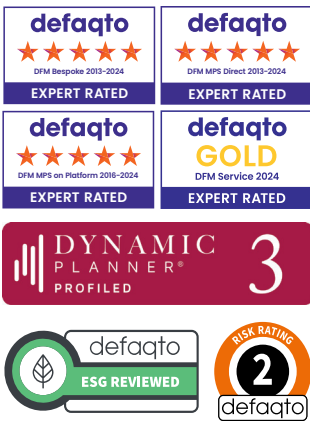 defaqto
DFM Bespoke 2013-2024
EXPERT RATED
defaqto
DFM MPS Direct 2013-2024
EXPERT RATED
defaqto
DFM MPS on Platform 2016-2024
EXPERT RATED
defaqto
GOLD
DFM Service 2024
EXPERT RATED
DYNAMIC
PLANNER®
PROFILED
3
defaqto
ESG REVIEWED
RISK RATING
2
defaqto